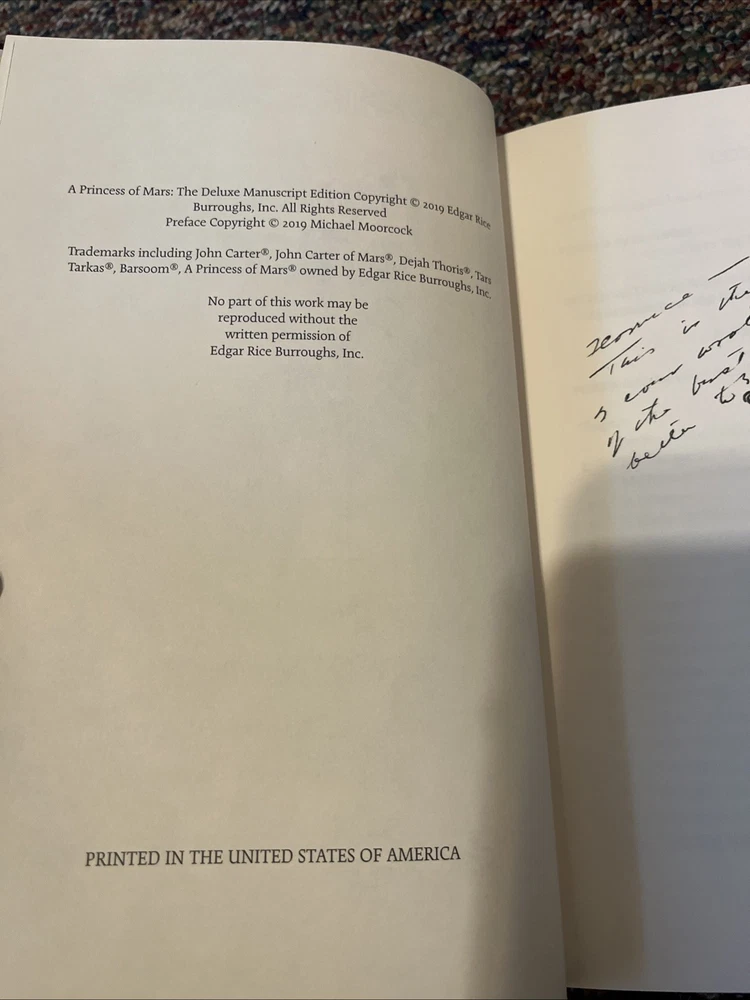 A Princess of Mars: The Deluxe Manuscript Edition Copyright © 2019 Edgar Rice
Burroughs, Inc. All Rights Reserved
Preface Copyright © 2019 Michael Moorcock
Trademarks including John Carter®, John Carter of Mars®, Dejah Thoris®, Tars
Tarkas®, Barsoom®, A Princess of Mars® owned by Edgar Rice Burroughs, Inc.
No part of this work may be
reproduced without the
written permission of
Edgar Rice Burroughs, Inc.
PRINTED IN THE UNITED STATES OF AMERICA
This is the
of the
better to